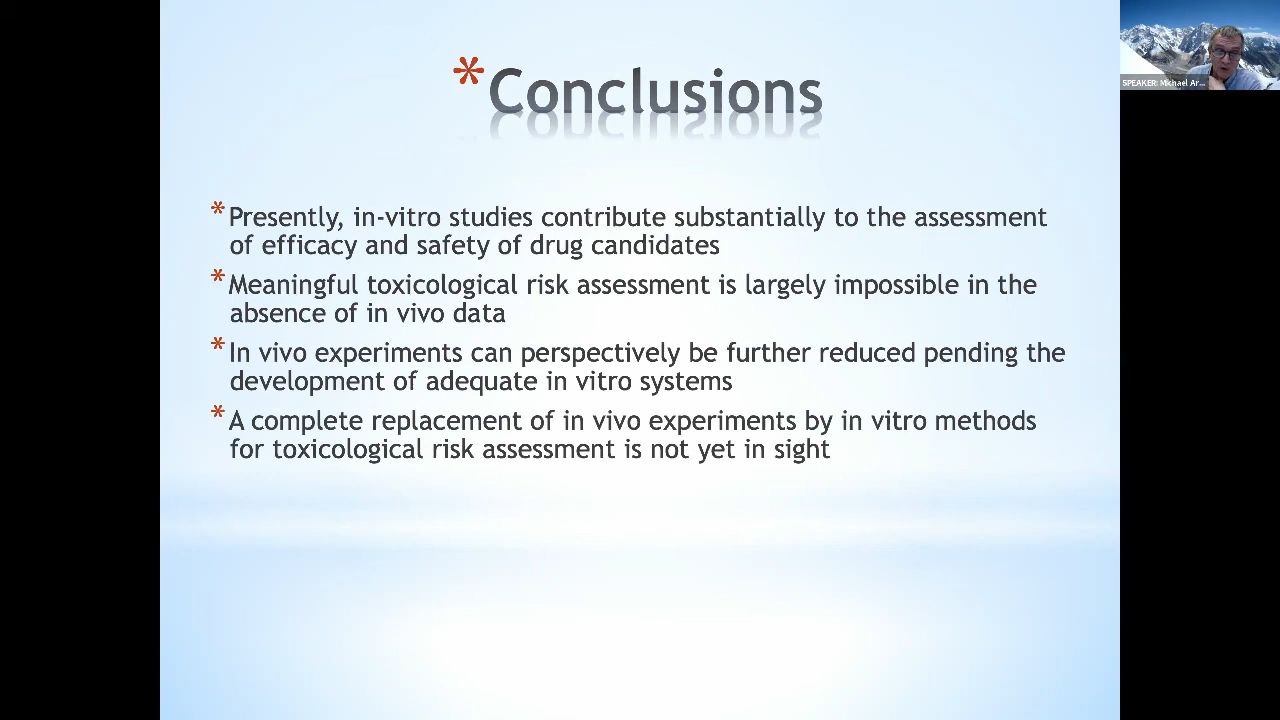 *Conclusions
SPEAKER: Michael Ar...
*Presently, in-vitro studies contribute substantially to the assessment
of efficacy and safety of drug candidates
*Meaningful toxicological risk assessment is largely impossible in the
absence of in vivo data
*In vivo experiments can perspectively be further reduced pending the
development of adequate in vitro systems
*A complete replacement of in vivo experiments by in vitro methods
for toxicological risk assessment is not yet in sight